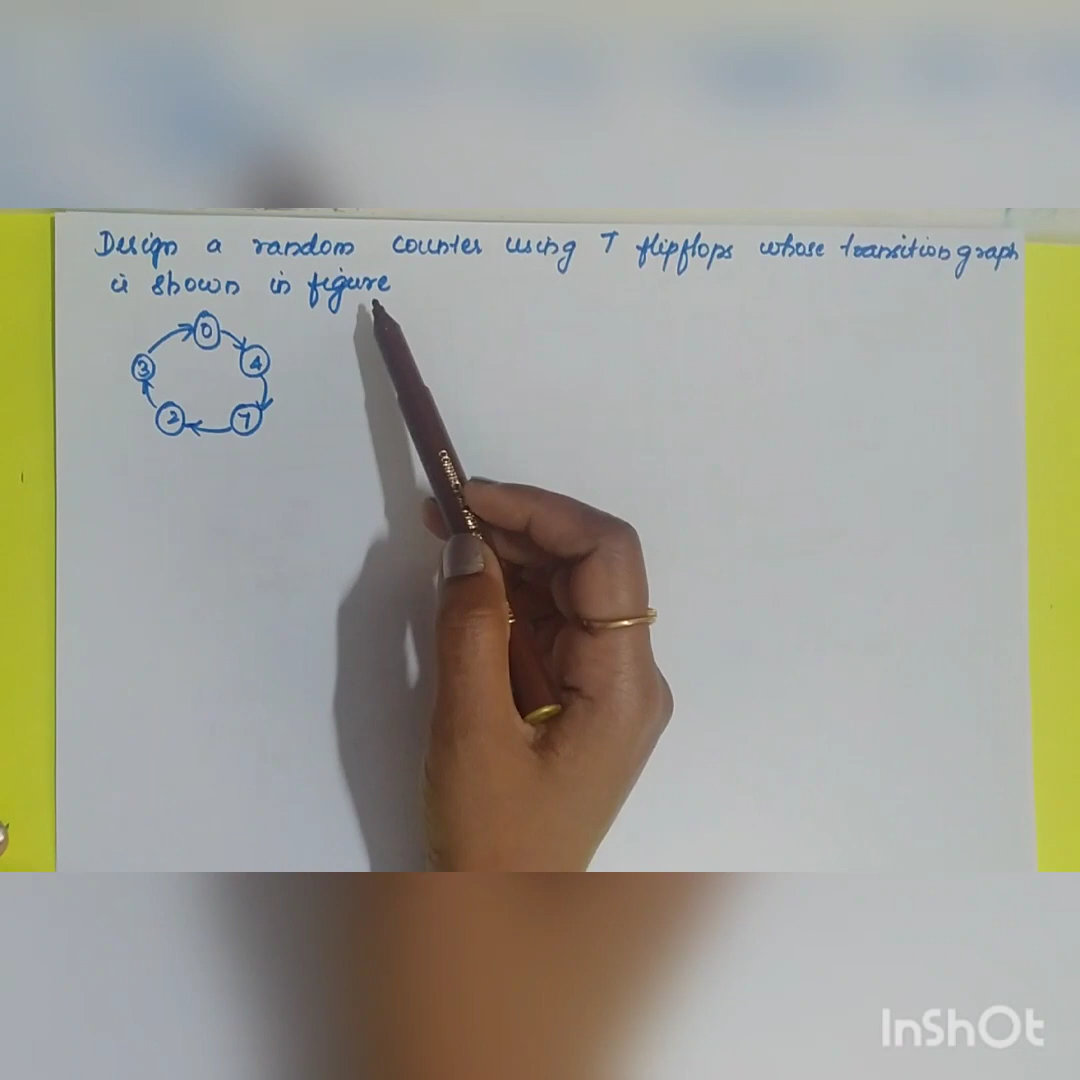 Design a random counter using T flipflops whose transition graph
is shown in figure
0
3
4
2
7
InShOt